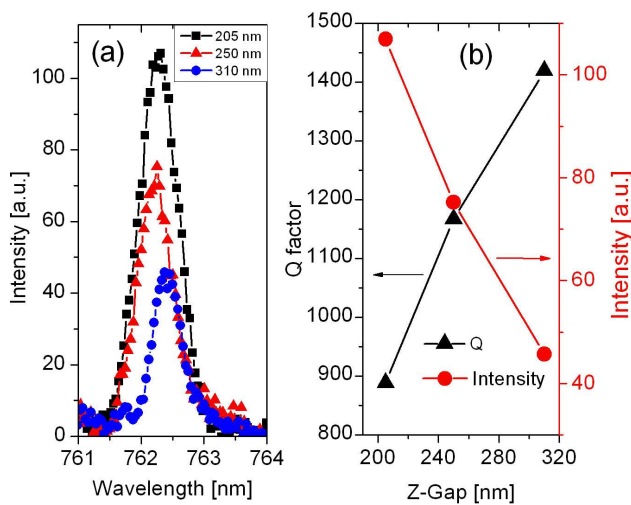 (a)
205 nm
250 nm
310 nm
Intensity [a.u.]
0
20
40
60
80
100
761
762
763
764
Wavelength [nm]
(b)
Q factor
800
900
1000
1100
1200
1300
1400
1500
Q
Intensity
200
240
280
320
Z-Gap [nm]
40
60
80
100
Intensity [a.u.]